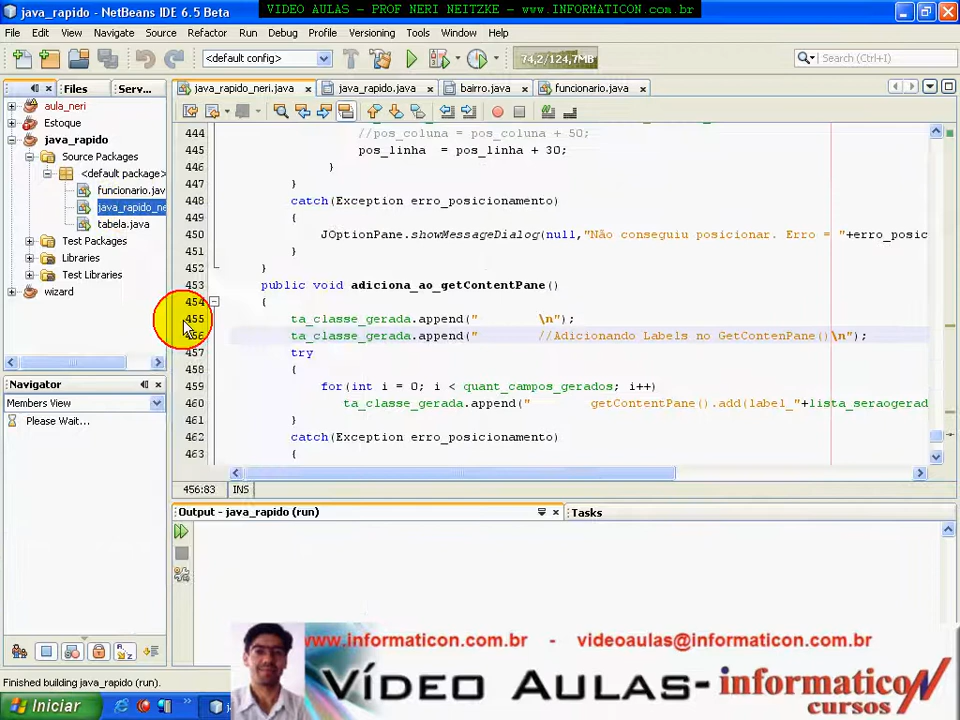 java_rapido - NetBeans IDE 6.5 Beta
VIDEO AULAS - PROF NERI NEITZKE - www.INFORMATICON.com.br
File Edit View Navigate Source Refactor Run Debug Profile Versioning Tools Window Help
<default config>
74,2/124,7MB
Search (Ctrl+I)
Files
Serv...
java_rapido_neri.java
java_rapido.java
bairro.java
funcionario.java
aula_neri
Estoque
java_rapido
Source Packages
<default package>
funcionario.jav
java_rapido_ne
tabela.java
Test Packages
Libraries
Test Libraries
wizard
Navigator
Members View
Please Wait...
444 //pos_coluna = pos_coluna + 50;
445 pos_linha  = pos_linha + 30;
446 }
447 }
448 catch(Exception erro_posicionamento)
449 {
450 JOptionPane.showMessageDialog(null,"Não conseguiu posicionar. Erro = "+erro_posic
451 }
452 }
453 public void adiciona_ao_getContentPane()
454 {
455 ta_classe_gerada.append("        \n");
456 ta_classe_gerada.append("        //Adicionando Labels no GetContenPane()\n");
457 try
458 {
459 for(int i = 0; i < quant_campos_gerados; i++)
460 ta_classe_gerada.append("        getContentPane().add(label_"+lista_seraogerad
461 }
462 catch(Exception erro_posicionamento)
463 {
456:83 INS
Output - java_rapido (run)
Tasks
Finished building java_rapido (run).
www.informaticon.com.br - videoaulas@informaticon.com.br
VÍDEO AULAS - informaticon
cursos
Iniciar